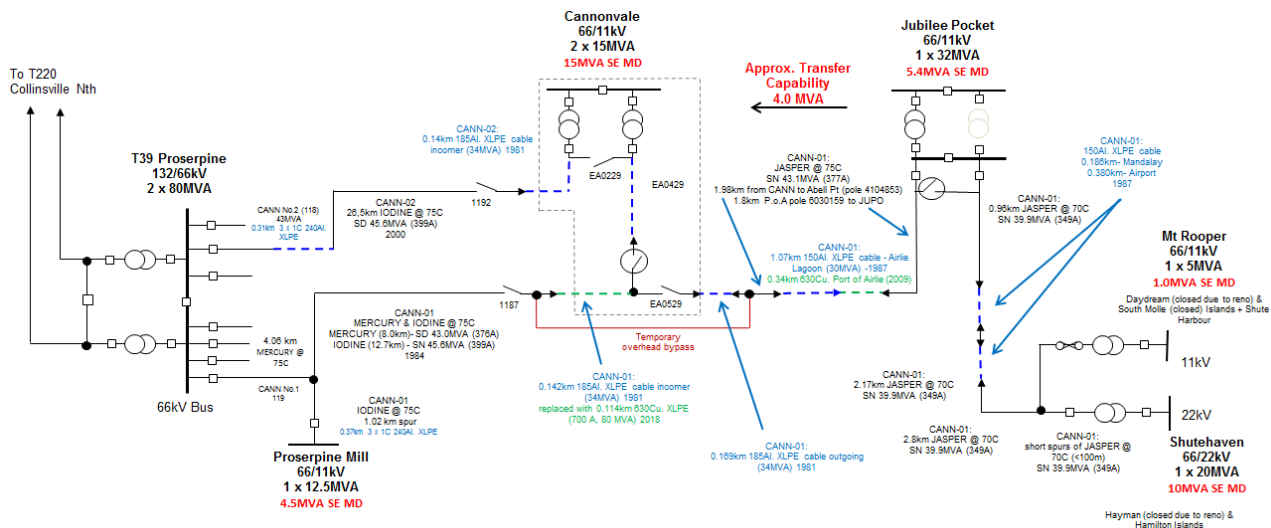 Cannonvale
66/11kV
2 x 15MVA
15MVA SE MD
Jubilee Pocket
66/11kV
1 x 32MVA
5.4MVA SE MD
To T220
Collinsville Nth
Approx. Transfer
Capability
4.0 MVA
T39 Proserpine
132/66kV
2 x 80MVA
CANN-02:
0.14km 185Al. XLPE cable
incomer (34MVA) 1981
EA0229
EA0429
CANN-01:
JASPER @ 75C
SN 43.1MVA (377A)
1.98km from CANN to Abell Pt (pole 4104853)
1.8km P.o.A pole 6030159 to JUPO
CANN-01:
150Al. XLPE cable
0.186km- Mandalay
0.380km- Airport
1987
CANN No.2 (118)
43MVA
0.31km 3 x 1C 240Al.
XLPE
CANN-02
26,5km IODINE @ 75C
SD 45.6MVA (399A)
2000
1192
CANN-01:
0.96km JASPER @ 70C
SN 39.9MVA (349A)
Mt Rooper
66/11kV
1 x 5MVA
1.0MVA SE MD
Daydream (closed due to reno) &
South Molle (closed) Islands + Shute
Harbour
CANN-01:
1.07km 150Al. XLPE cable - Airlie
Lagoon (30MVA) -1987
0.34km 630Cu. Port of Airlie (2009)
1187
EA0529
4.06 km
MERCURY @
75C
CANN-01
MERCURY & IODINE @ 75C
MERCURY (8.0km)- SD 43.0MVA (376A)
IODINE (12.7km) - SN 45.6MVA (399A)
1984
Temporary
overhead bypass
11kV
CANN No.1
119
66kV Bus
CANN-01
IODINE @ 75C
1.02 km spur
0.37km 3 x 1C 240Al. XLPE
CANN-01:
0.142km 185Al. XLPE cable incomer
(34MVA) 1981
replaced with 0.114km 630Cu. XLPE
(700 A, 80 MVA) 2018
CANN-01:
2.17km JASPER @ 70C
SN 39.9MVA (349A)
22kV
CANN-01:
2.8km JASPER @ 70C
SN 39.9MVA (349A)
CANN-01:
short spurs of JASPER @
70C (<100m)
SN 39.9MVA (349A)
CANN-01:
0.169km 185Al. XLPE cable outgoing
(34MVA) 1981
Proserpine Mill
66/11kV
1 x 12.5MVA
4.5MVA SE MD
Shutehaven
66/22kV
1 x 20MVA
10MVA SE MD
Hayman (closed due to reno) &
Hamilton Islands